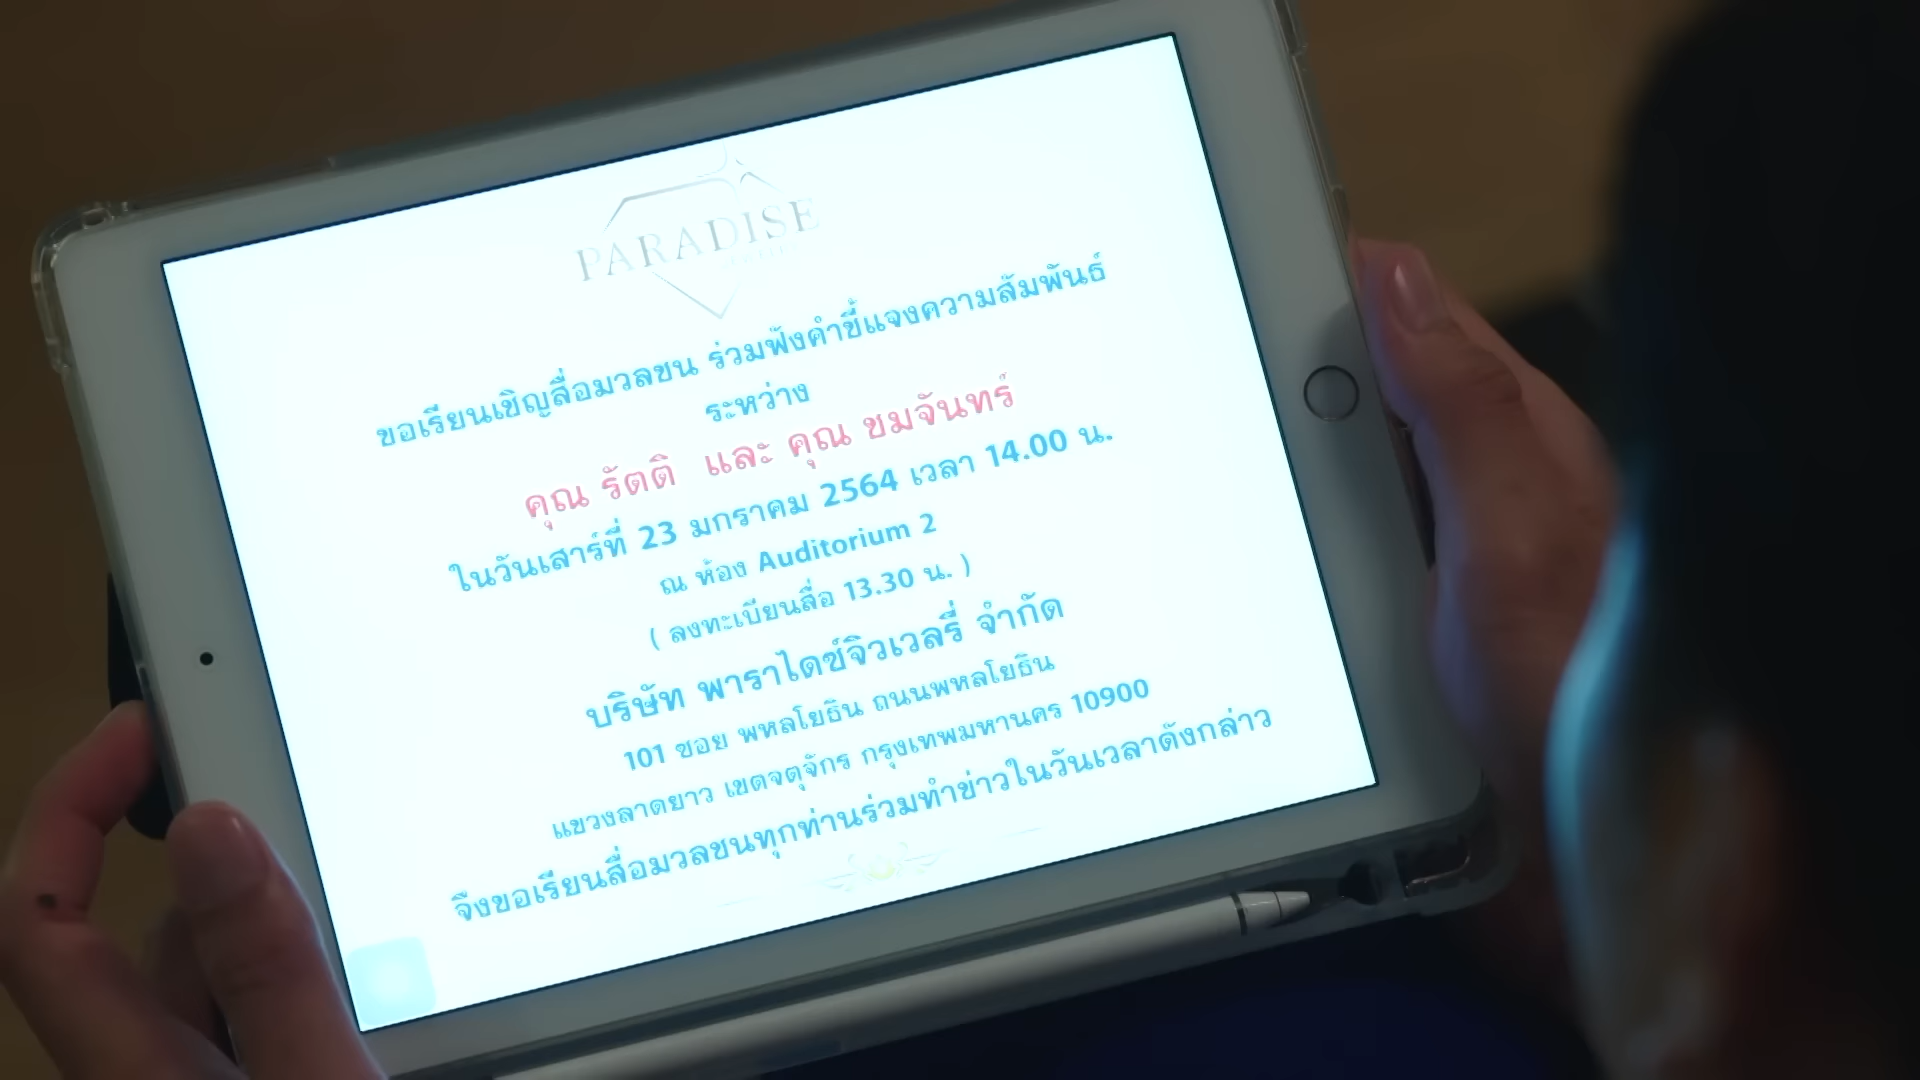 PARADISE
ขอเรียนเชิญสื่อมวลชน ร่วมฟังคำชี้แจงความสัมพันธ์
ระหว่าง
คุณ รัตติ และ คุณ ชมจันทร์
ในวันเสาร์ที่ 23 มกราคม 2564 เวลา 14.00 น.
ณ ห้อง Auditorium 2
( ลงทะเบียนสื่อ 13.30 น. )
บริษัท พาราไดซ์จิวเวลรี่ จำกัด
101 ซอย พหลโยธิน ถนนพหลโยธิน
แขวงลาดยาว เขตจตุจักร กรุงเทพมหานคร 10900
จึงขอเรียนสื่อมวลชนทุกท่านร่วมทำข่าวในวันเวลาดังกล่าว